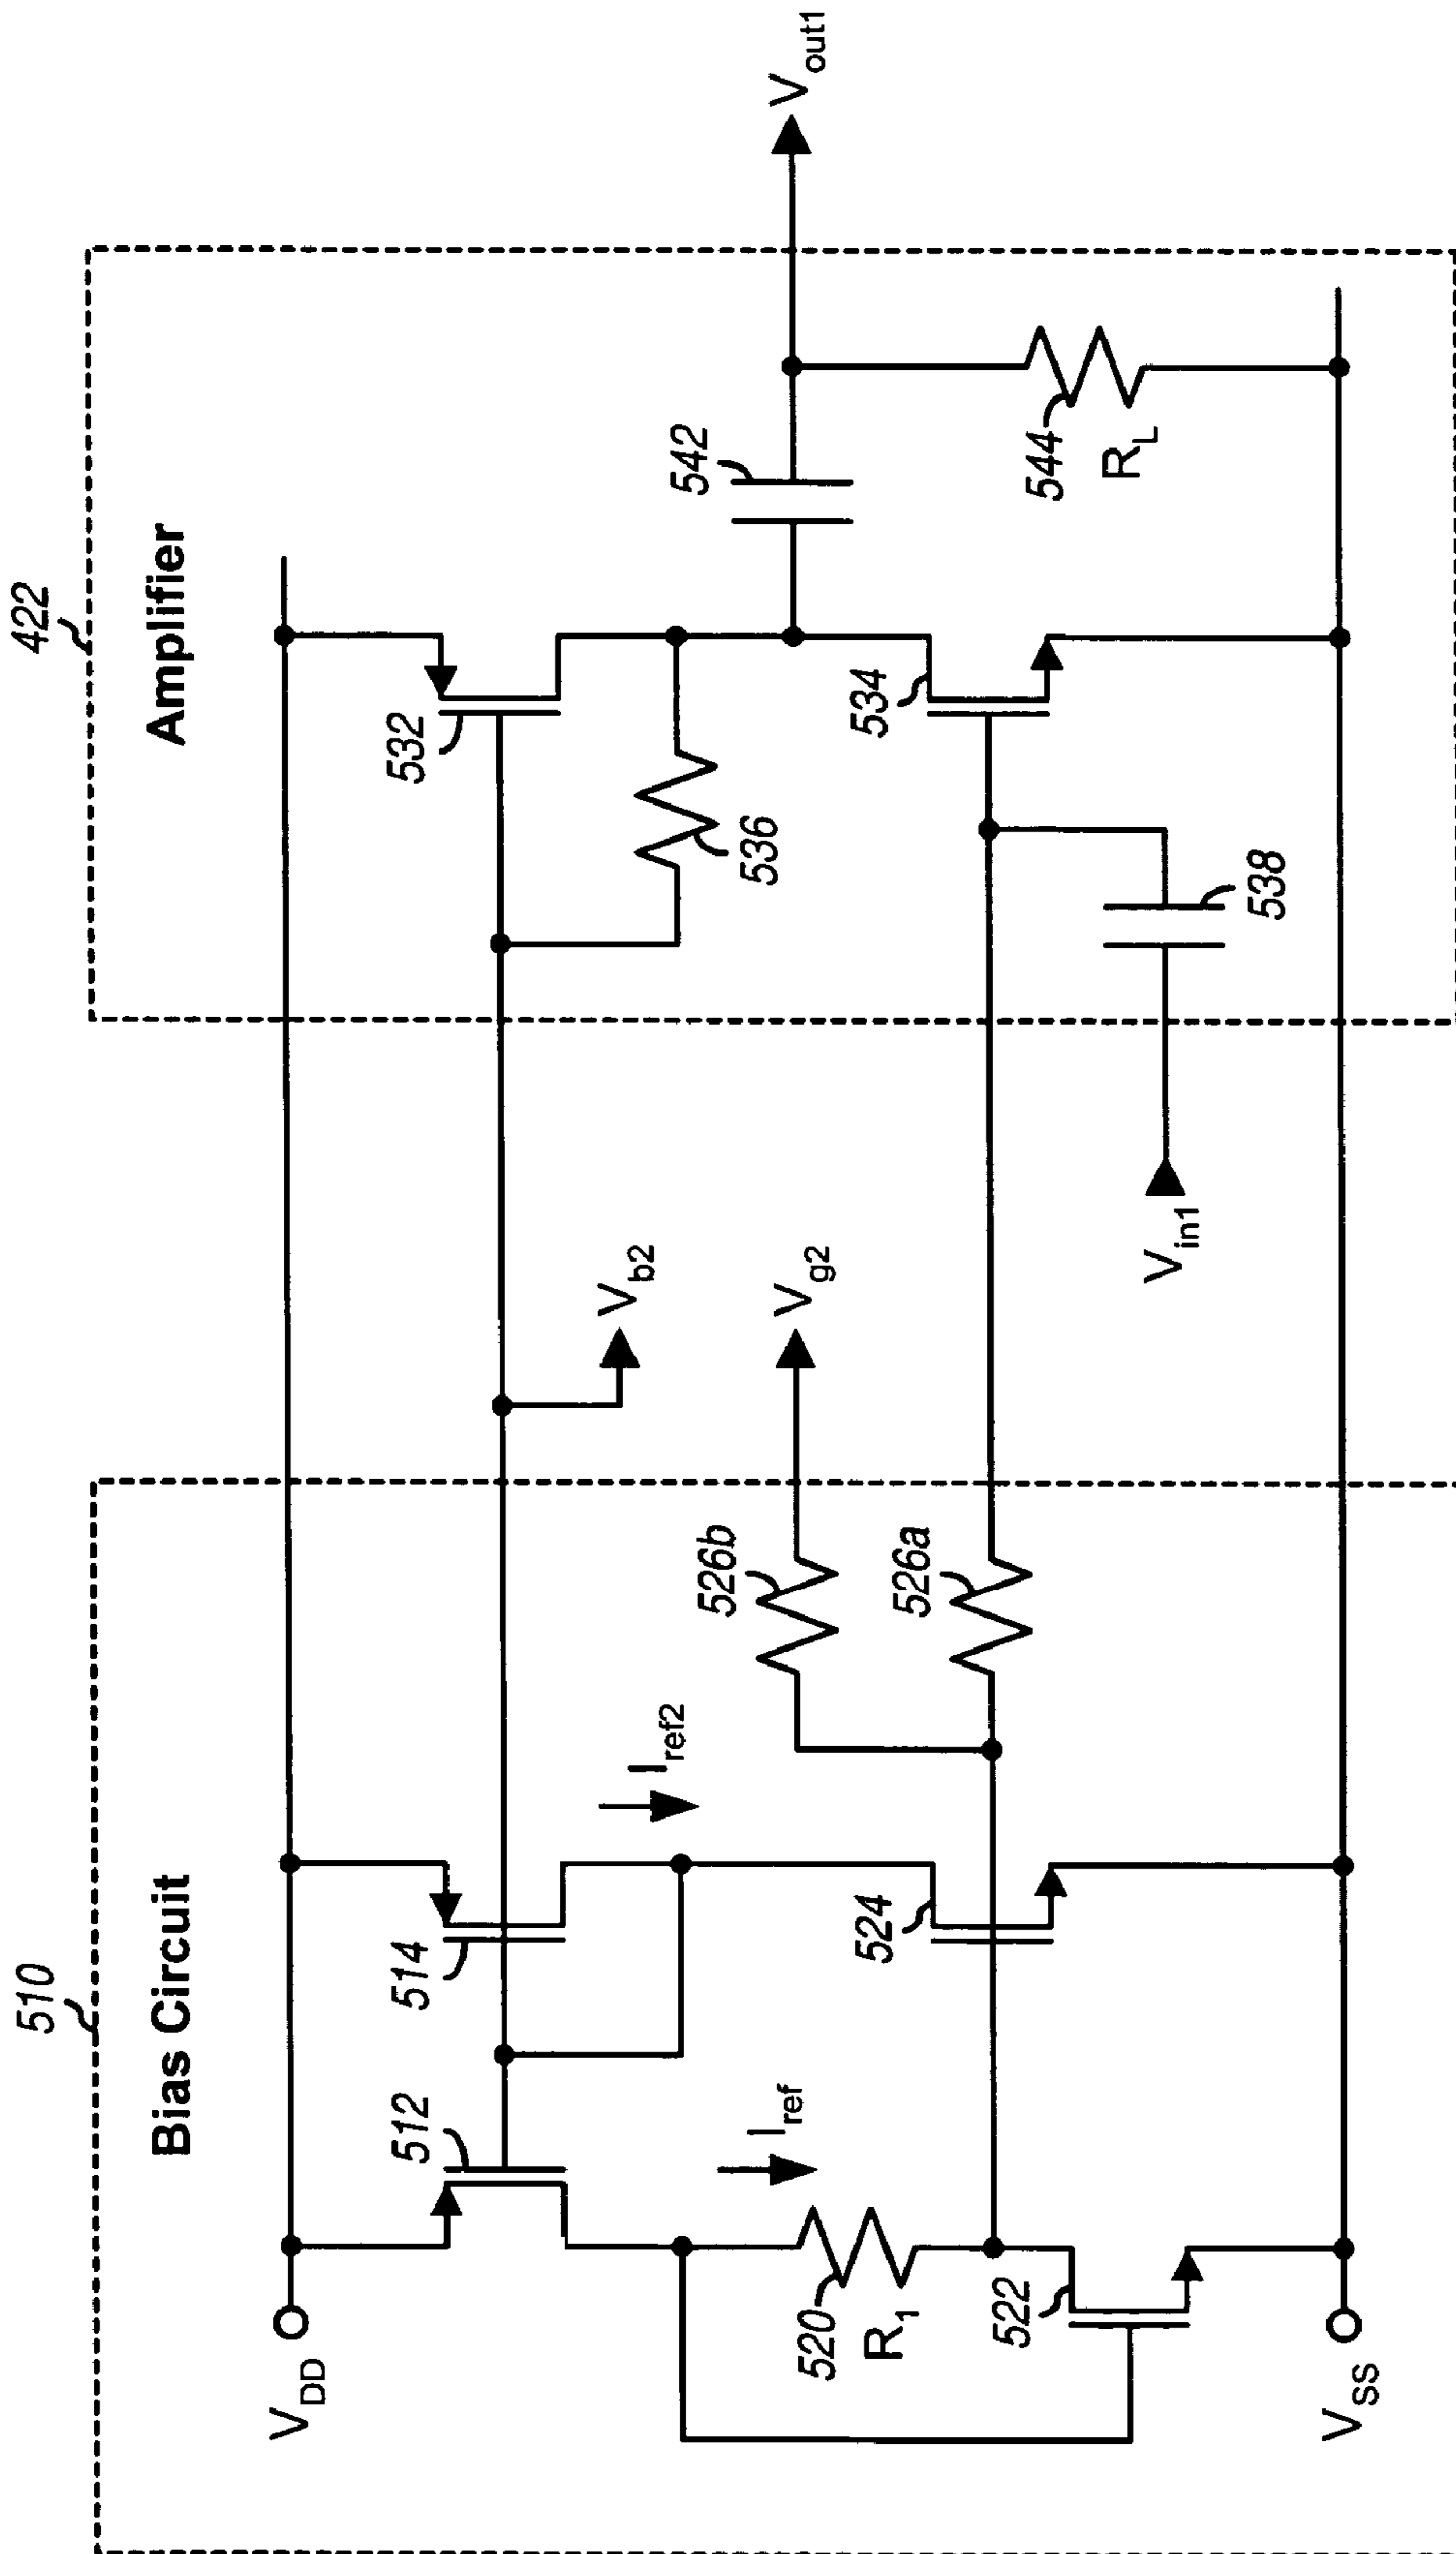 510
Bias Circuit
V_DD
512
514
I_ref
I_ref2
520
R_1
522
524
526b
526a
V_SS
V_b2
V_g2
V_in1
422
Amplifier
532
536
534
538
542
544
R_L
V_out1